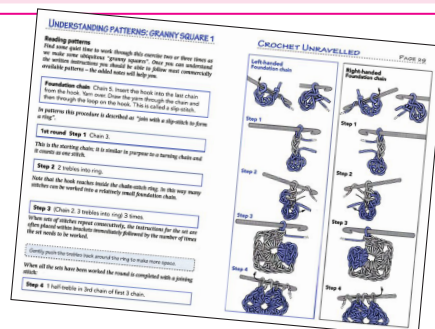 UNDERSTANDING PATTERNS: GRANNY SQUARE 1
Reading patterns
Find some quiet time to work through this exercise two or three times as
we make some ubiquitous "granny squares". Once you can understand
the written instructions you should be able to follow most commercially
available patterns – the added notes will help you.
Foundation chain Chain 5. Insert the hook into the last chain
from the hook. Yarn over. Draw the yarn through the chain and
then through the loop on the hook. This is called a slip-stitch.
In patterns this procedure is described as "join with a slip-stitch to form
a ring".
1st round Step 1 Chain 3.
This is the starting chain; it is similar in purpose to a turning chain and
it counts as one stitch.
Step 2 2 trebles into ring.
Note that the hook reaches inside the chain-stitch ring. In this way many
stitches can be worked into a relatively small foundation chain.
Step 3 (Chain 2, 3 trebles into ring) 3 times.
When sets of stitches repeat consecutively, the instructions for the set are
often placed within brackets immediately followed by the number of times
the set needs to be worked.
Gently push the trebles back around the ring to make more space.
When all the sets have been worked the round is completed with a joining
stitch:
Step 4 1 half-treble in 3rd chain of first 3 chain.
CROCHET UNRAVELLED
PAGE
Left-handed
Foundation chain
Step 1
Step 2
Step 3
Step 4
Right-handed
Foundation chain
Step 1
Step 2
Step 3
Step 4